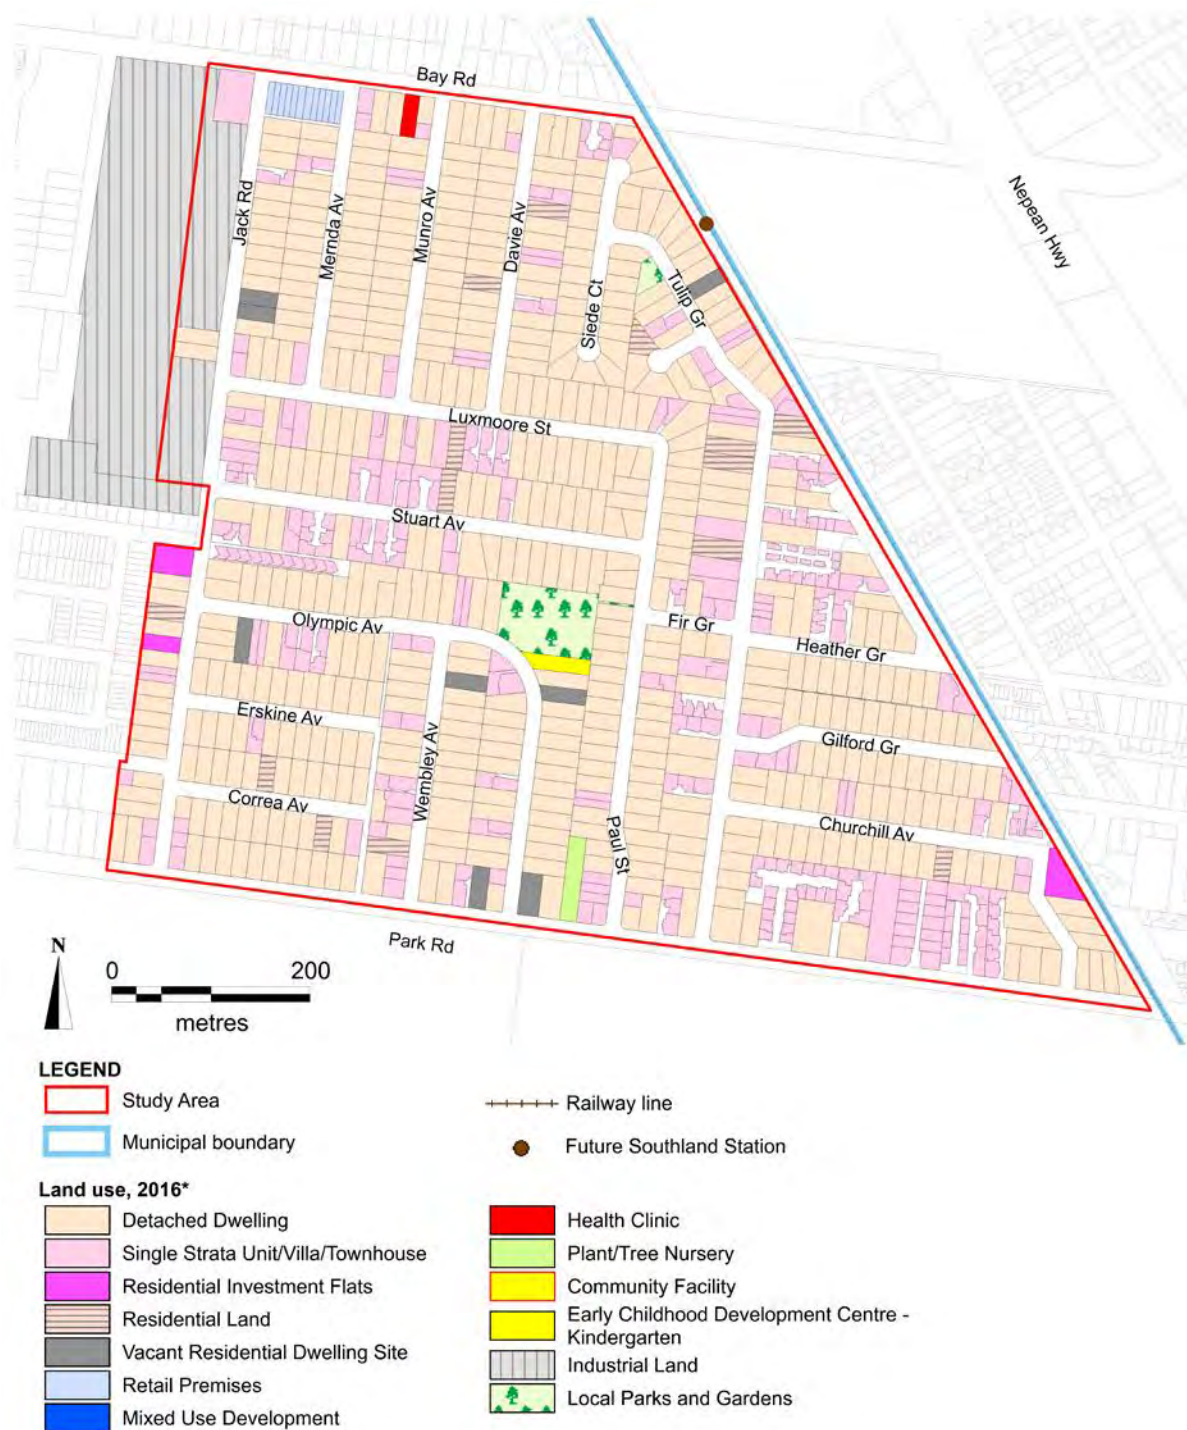 Bay Rd
Nepean Hwy
Jack Rd
Mernda Av
Munro Av
Davie Av
Siede Ct
Tulip Gr
Luxmoore St
Stuart Av
Olympic Av
Fir Gr
Heather Gr
Erskine Av
Wembley Av
Gilford Gr
Correa Av
Paul St
Churchill Av
Park Rd
N
0 200
metres
LEGEND
Study Area
Municipal boundary
Railway line
Future Southland Station
Land use, 2016*
Detached Dwelling
Single Strata Unit/Villa/Townhouse
Residential Investment Flats
Residential Land
Vacant Residential Dwelling Site
Retail Premises
Mixed Use Development
Health Clinic
Plant/Tree Nursery
Community Facility
Early Childhood Development Centre -
Kindergarten
Industrial Land
Local Parks and Gardens